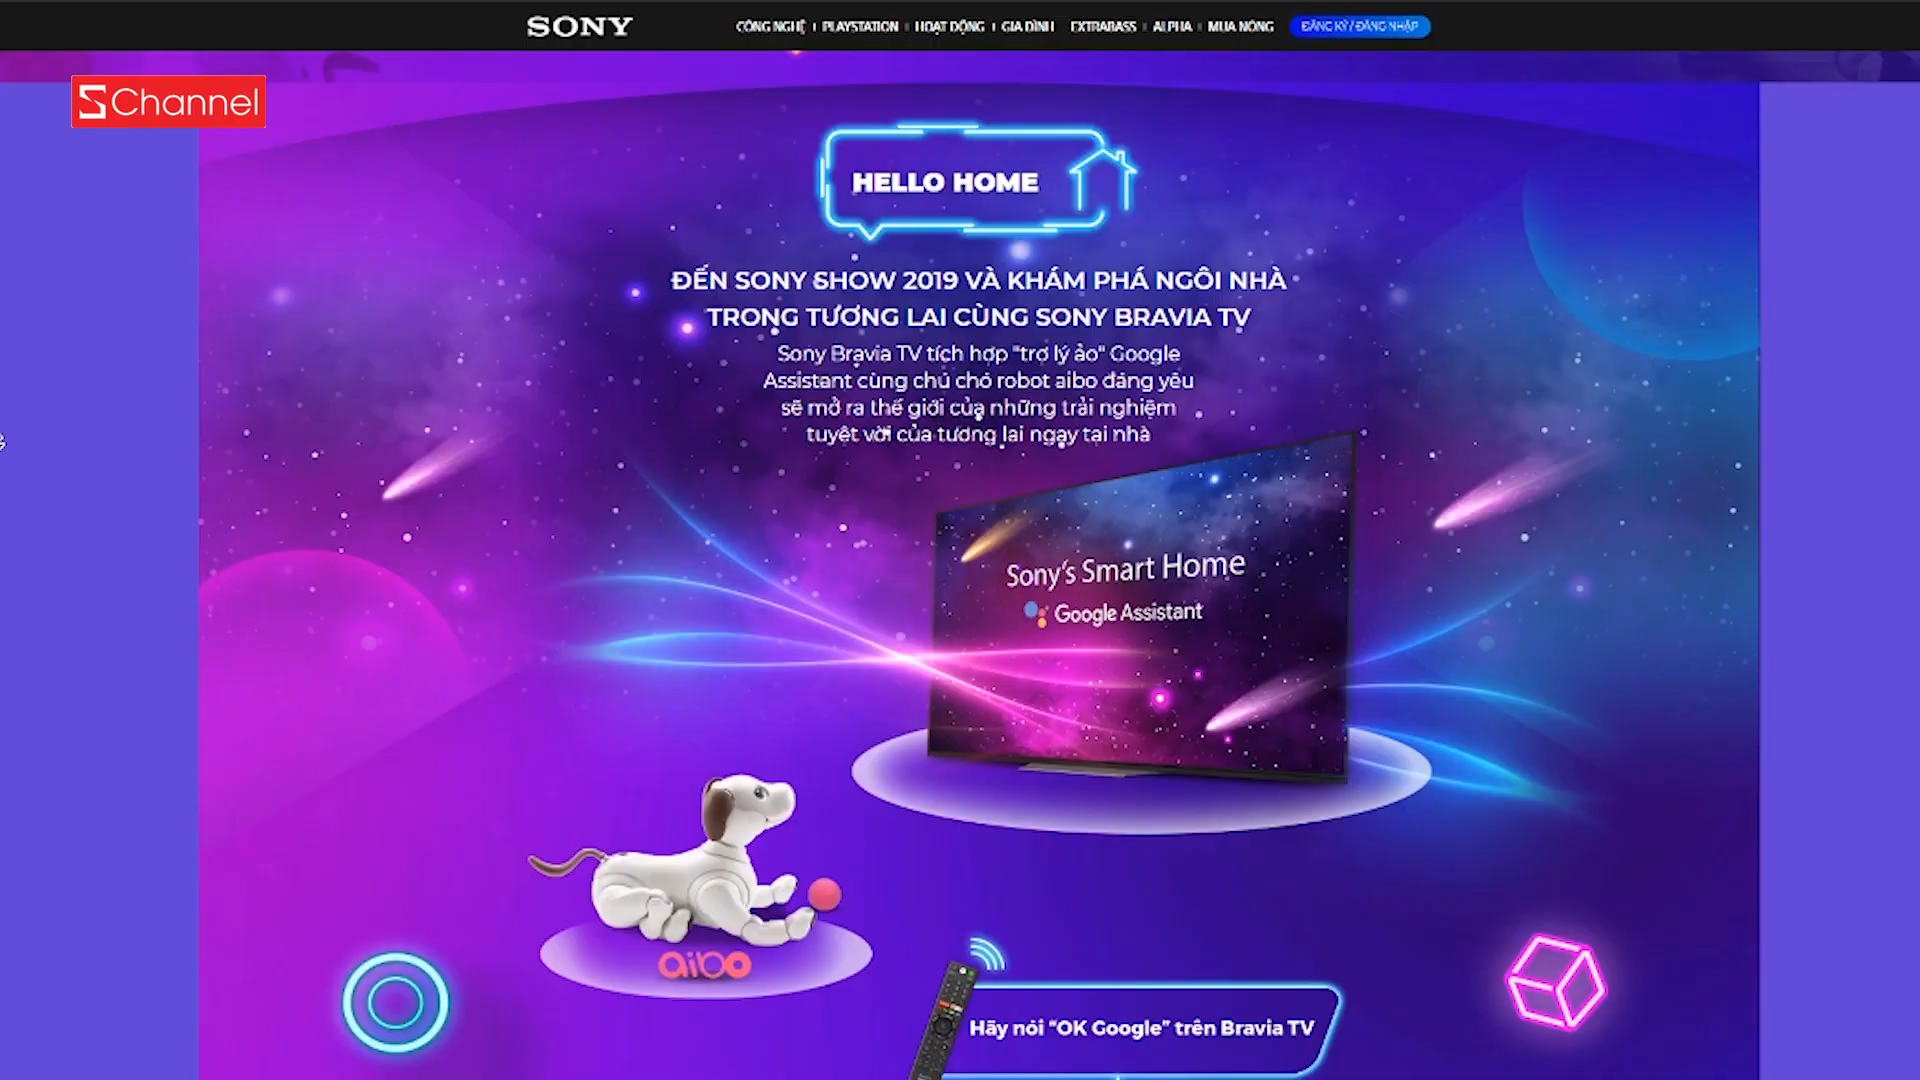 SONY
CÔNG NGHỆ
PLAYSTATION
HOẠT ĐỘNG
GIA ĐÌNH
EXTRABASS
ALPHA
MUA NÓNG
ĐĂNG KÝ / ĐĂNG NHẬP
S Channel
HELLO HOME
ĐẾN SONY SHOW 2019 VÀ KHÁM PHÁ NGÔI NHÀ
TRONG TƯƠNG LAI CÙNG SONY BRAVIA TV
Sony Bravia TV tích hợp "trợ lý ảo" Google
Assistant cùng chú chó robot aibo đáng yêu
sẽ mở ra thế giới của những trải nghiệm
tuyệt vời của tương lai ngay tại nhà
Sony's Smart Home
Google Assistant
aibo
Hãy nói "OK Google" trên Bravia TV